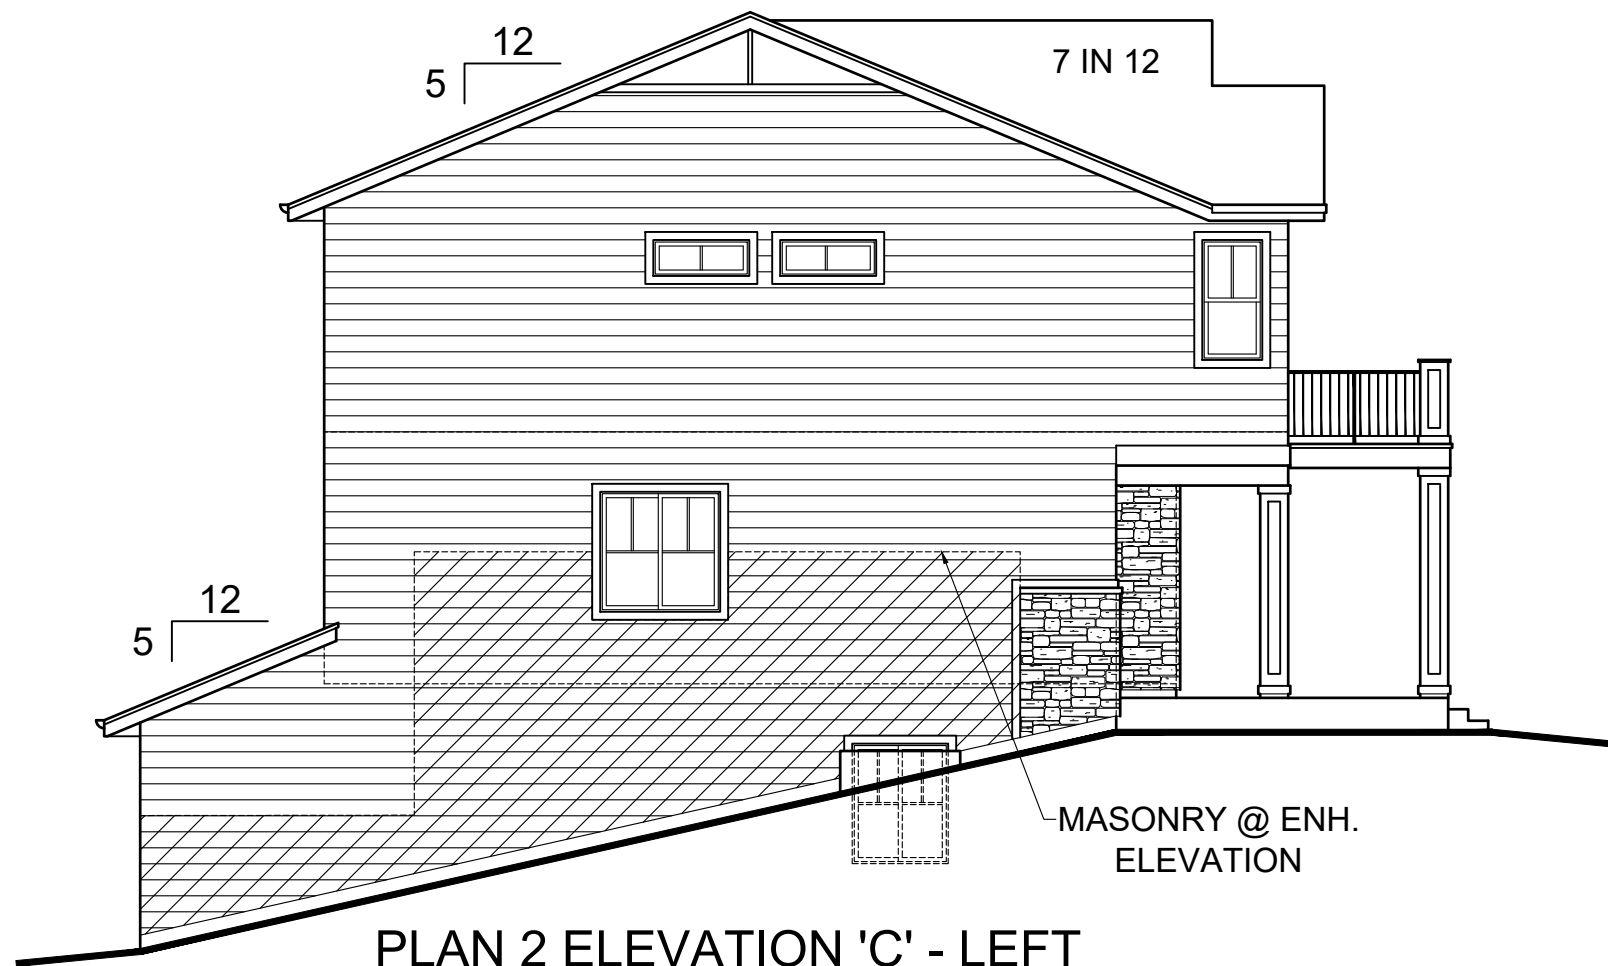 12
5
7 IN 12
12
5
MASONRY @ ENH.
ELEVATION
PLAN 2 ELEVATION 'C' - LEFT